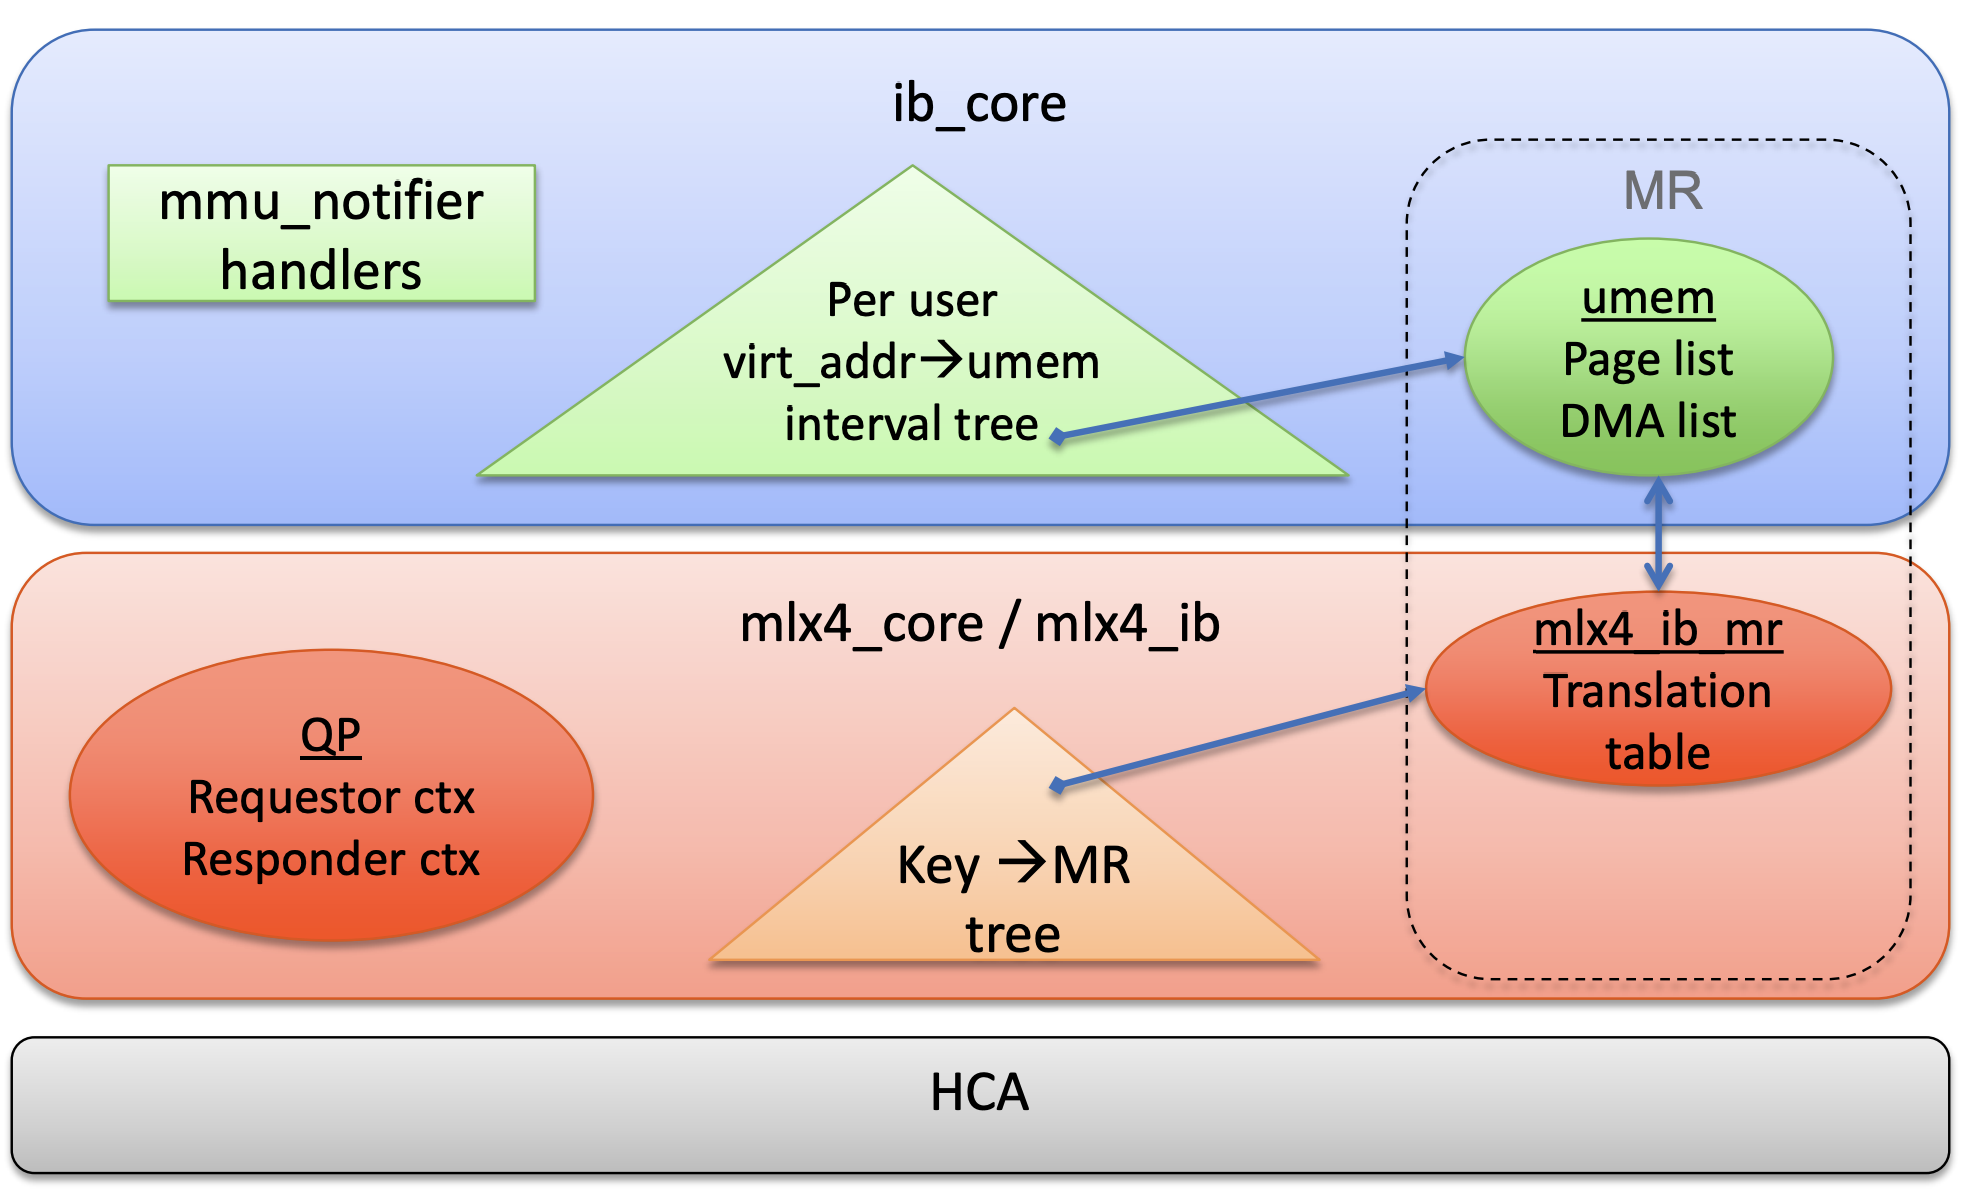 ib_core
mmu_notifier
handlers
Per user
virt_addr→umem
interval tree
MR
umem
Page list
DMA list
mlx4_core / mlx4_ib
QP
Requestor ctx
Responder ctx
Key →MR
tree
mlx4_ib_mr
Translation
table
HCA